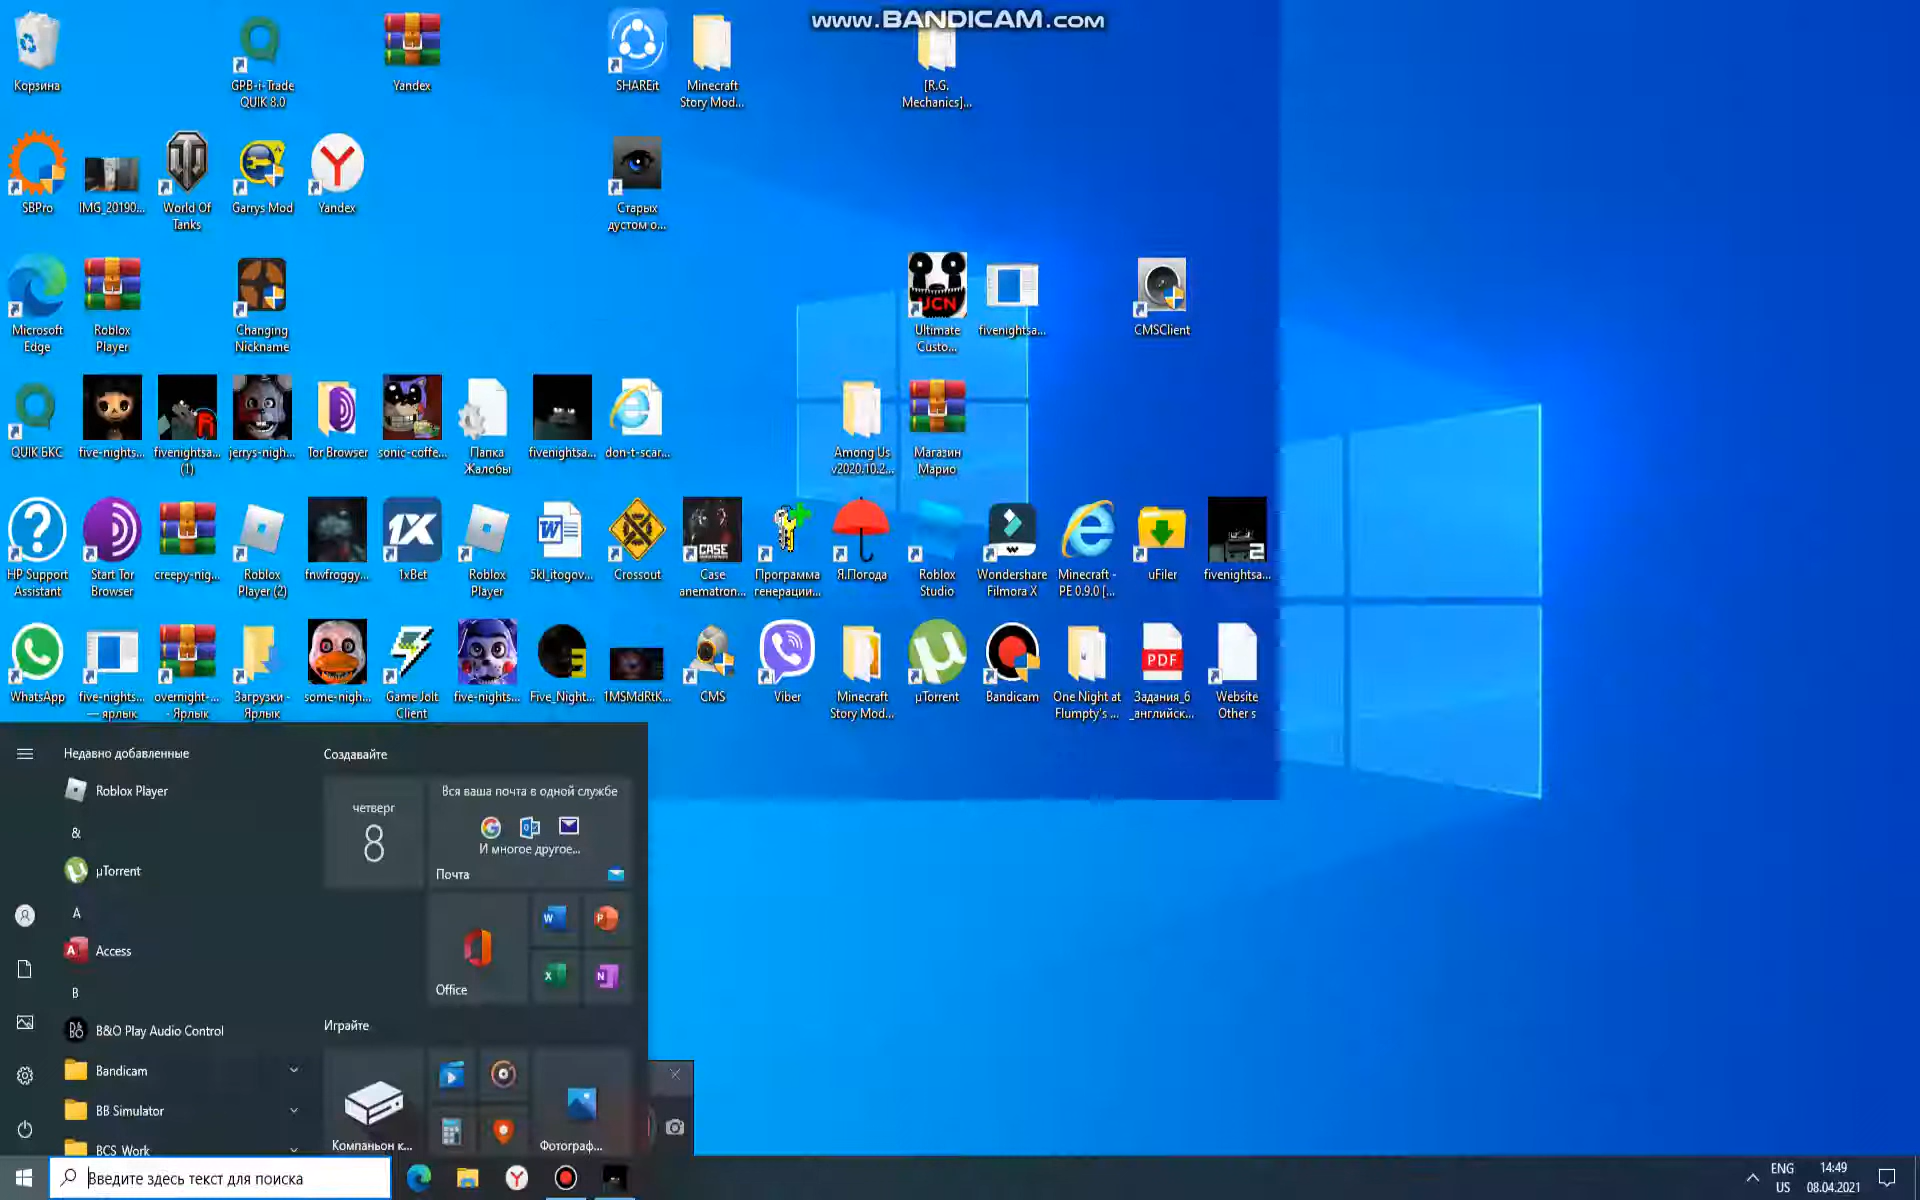 www.BANDICAM.com
Корзина
GPB-i-Trade
QUIK 8.0
Yandex
SHAREit
Minecraft
Story Mod...
[R.G.
Mechanics]...
SBPro
IMG_20190...
World Of
Tanks
Garrys Mod
Yandex
Старых
дустом о...
Microsoft
Edge
Roblox
Player
Changing
Nickname
UCN
Ultimate
Custo...
fivenightsa...
CMSClient
QUIK БКС
five-nights...
fivenightsa...
(1)
jerrys-nigh...
Tor Browser
sonic-coffe...
Папка
Жалобы
fivenightsa...
don-t-scar...
Among Us
v2020.10.2...
Магазин
Марио
HP Support
Assistant
Start Tor
Browser
creepy-nig...
Roblox
Player (2)
fnwfroggy...
1X
1xBet
Roblox
Player
5kl_itogov...
Crossout
CASE
Case
anematron...
Программа
генерации...
Я.Погода
Roblox
Studio
Wondershare
Filmora X
Minecraft -
PE 0.9.0 [...
uFiler
2
fivenightsa...
WhatsApp
five-nights...
— ярлык
overnight-...
- Ярлык
Загрузки -
Ярлык
some-nigh...
Game Jolt
Client
five-nights...
Five_Night...
1MSMdRtK...
CMS
Viber
Minecraft
Story Mod...
µTorrent
Bandicam
One Night at
Flumpty's ...
PDF
Задания_6
_английск...
Website
Other s
Недавно добавленные
Roblox Player
&
µTorrent
A
Access
B
B&O Play Audio Control
Bandicam
BB Simulator
BCS Work
Создавайте
четверг
8
Вся ваша почта в одной службе
И многое другое...
Почта
Office
Играйте
Компаньон к...
Фотограф...
Введите здесь текст для поиска
ENG
US
14:49
08.04.2021